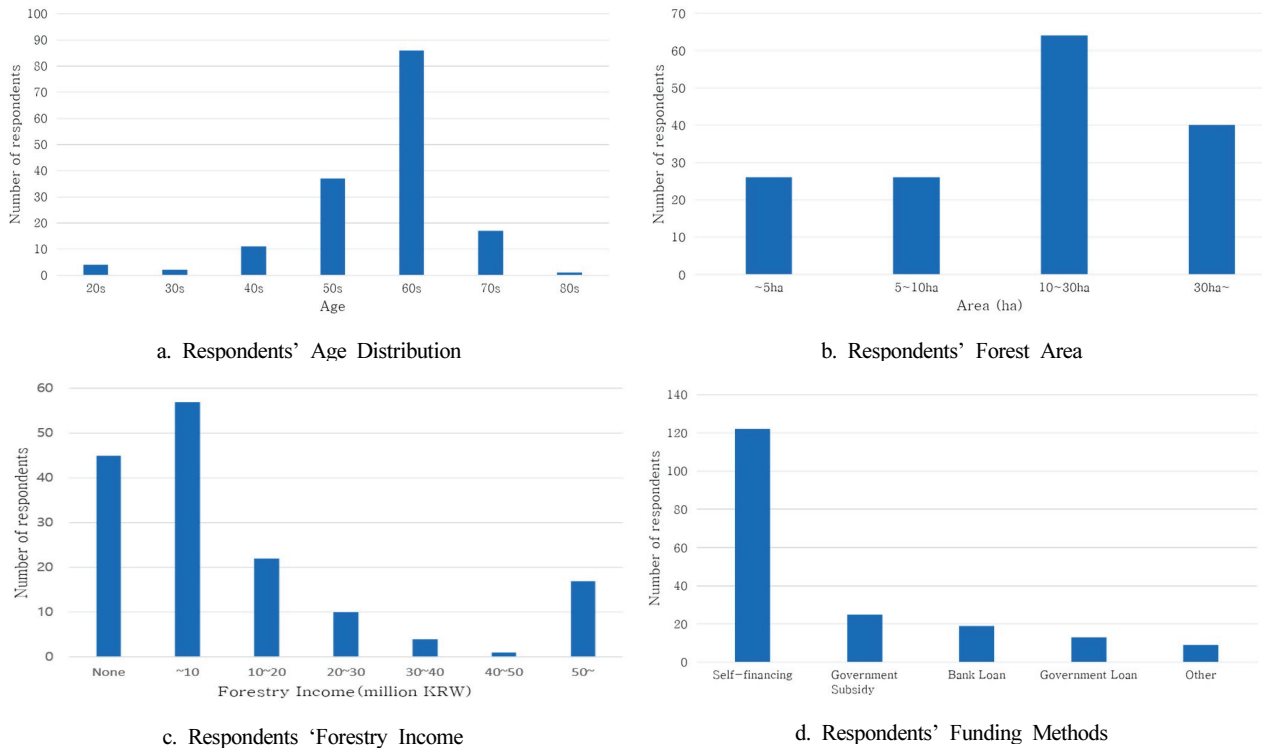 100
90
80
70
60
50
40
30
20
10
0
Number of respondents
20s 30s 40s 50s 60s 70s 80s
Age
a. Respondents’ Age Distribution
70
60
50
40
30
20
10
0
Number of respondents
~5ha 5~10ha 10~30ha 30ha~
Area (ha)
b. Respondents’ Forest Area
60
50
40
30
20
10
0
Number of respondents
None ~10 10~20 20~30 30~40 40~50 50~
Forestry Income(million KRW)
c. Respondents ‘Forestry Income
140
120
100
80
60
40
20
0
Number of respondents
Self-financing Government Bank Loan Government Loan Other
Subsidy
d. Respondents’ Funding Methods